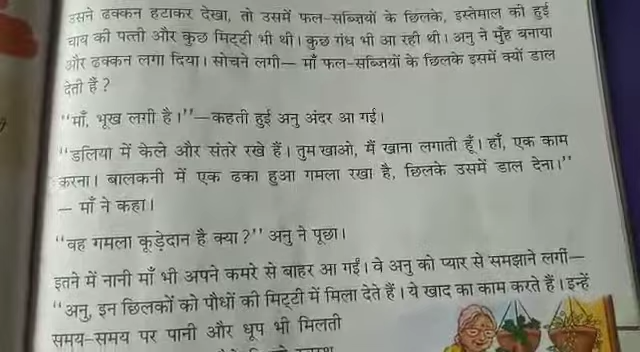 उसने ढक्कन हटाकर देखा, तो उसमें फल-सब्ज़ियों के छिलके, इस्तेमाल की हुई
चाय की पत्ती और कुछ मिट्टी भी थी। कुछ गंध भी आ रही थी। अनु ने मुँह बनाया
और ढक्कन लगा दिया। सोचने लगी— माँ फल-सब्ज़ियों के छिलके इसमें क्यों डाल
देती हैं?
“माँ, भूख लगी है।”—कहती हुई अनु अंदर आ गई।
“डलिया में केले और संतरे रखे हैं। तुम खाओ, मैं खाना लगाती हूँ। हाँ, एक काम
करना। बालकनी में एक ढका हुआ गमला रखा है, छिलके उसमें डाल देना।”
— माँ ने कहा।
“वह गमला कूड़ेदान है क्या?” अनु ने पूछा।
इतने में नानी माँ भी अपने कमरे से बाहर आ गईं। वे अनु को प्यार से समझाने लगीं—
“अनु, इन छिलकों को पौधों की मिट्टी में मिला देते हैं। ये खाद का काम करते हैं। इन्हें
समय-समय पर पानी और धूप भी मिलती